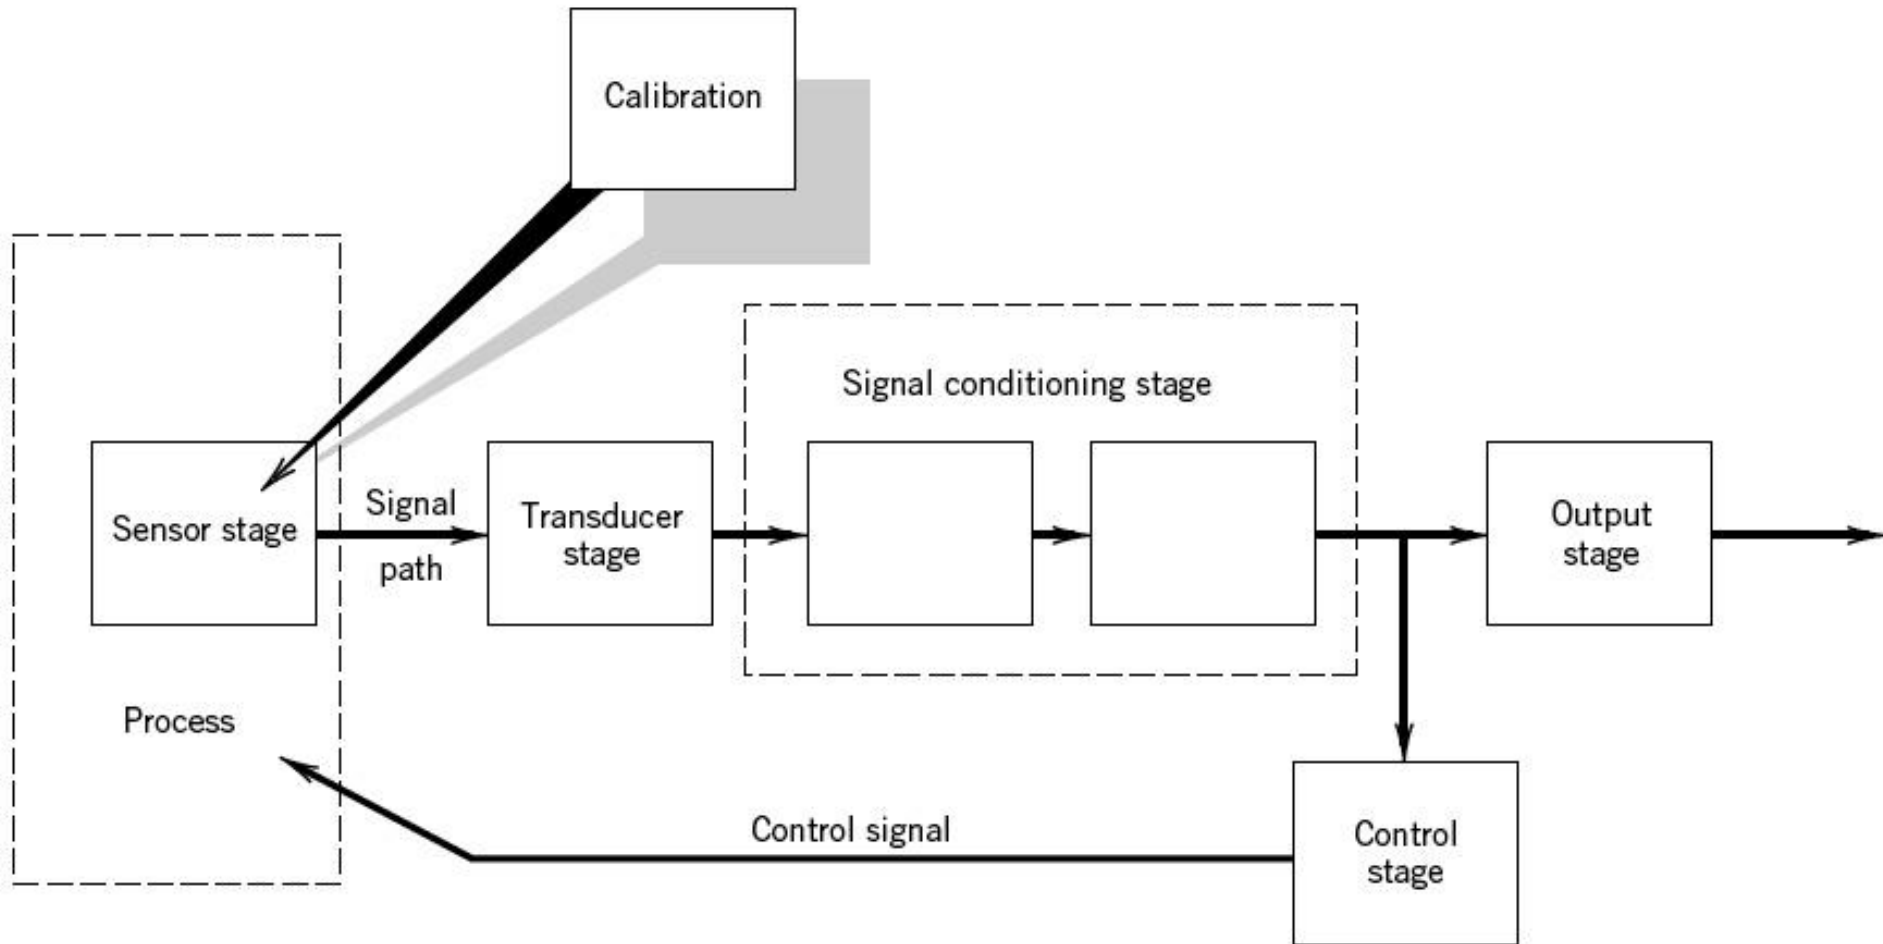 Calibration
Signal conditioning stage
Sensor stage
Signal
path
Transducer
stage
Output
stage
Process
Control signal
Control
stage